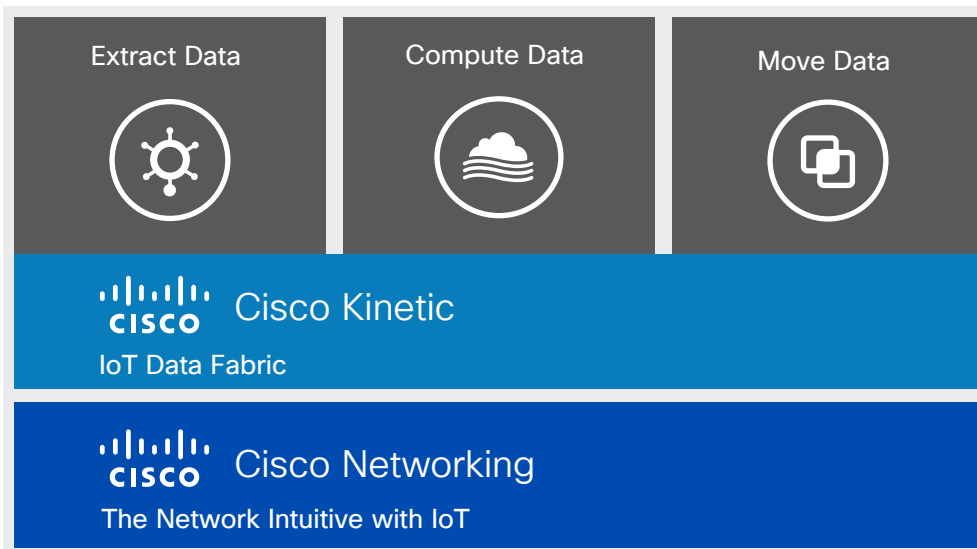 Extract Data
Compute Data
Move Data
CISCO
Cisco Kinetic
IoT Data Fabric
CISCO
Cisco Networking
The Network Intuitive with IoT